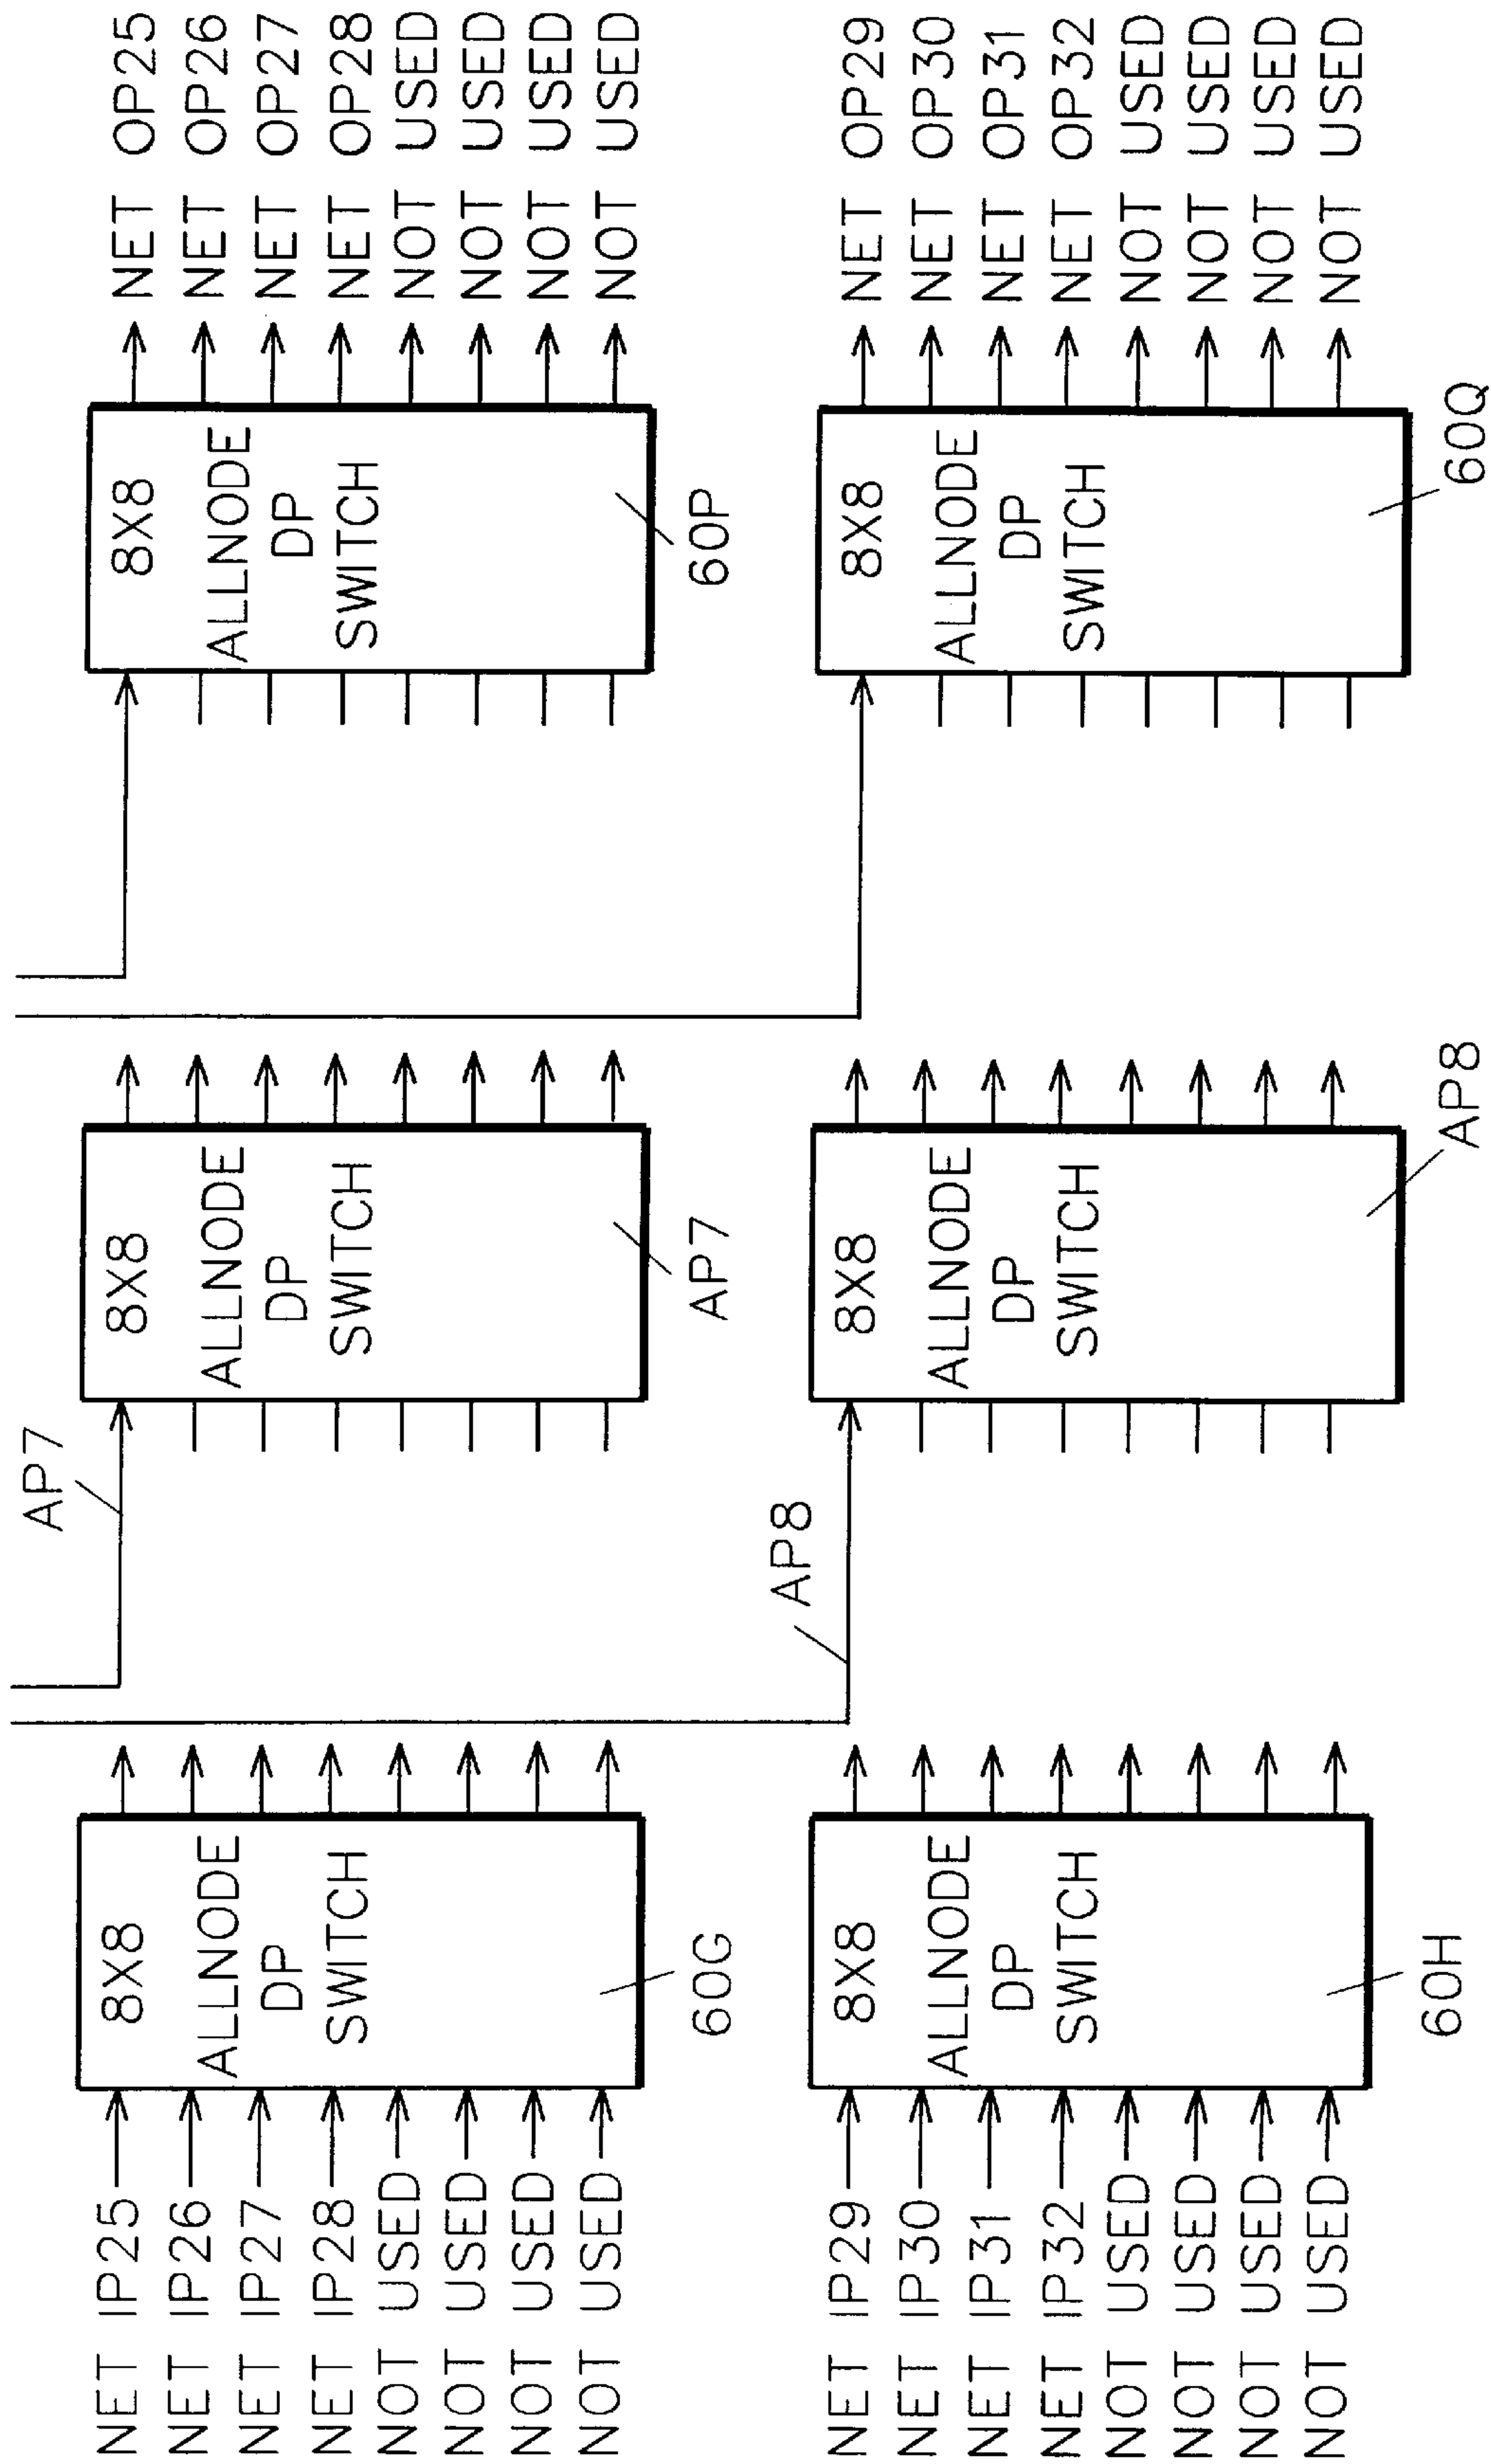 NET IP25
NET IP26
NET IP27
NET IP28
NOT USED
NOT USED
NOT USED
NOT USED
8X8
ALLNODE
DP
SWITCH
60G
AP7
8X8
ALLNODE
DP
SWITCH
AP7
8X8
ALLNODE
DP
SWITCH
60P
NET OP25
NET OP26
NET OP27
NET OP28
NOT USED
NOT USED
NOT USED
NOT USED
NET IP29
NET IP30
NET IP31
NET IP32
NOT USED
NOT USED
NOT USED
NOT USED
8X8
ALLNODE
DP
SWITCH
60H
AP8
8X8
ALLNODE
DP
SWITCH
AP8
8X8
ALLNODE
DP
SWITCH
60Q
NET OP29
NET OP30
NET OP31
NET OP32
NOT USED
NOT USED
NOT USED
NOT USED